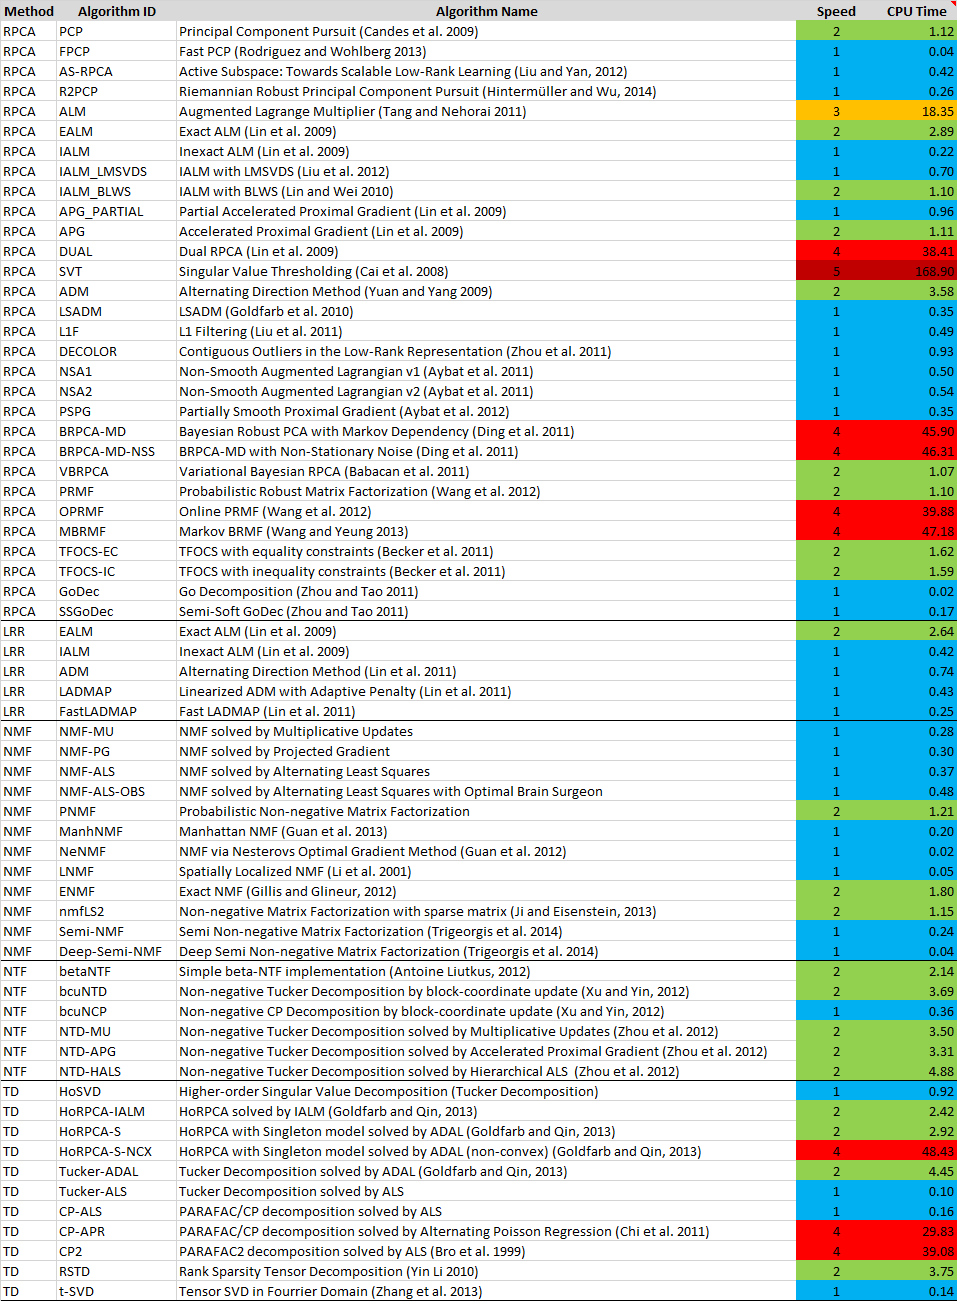 Method Algorithm ID Algorithm Name Speed CPU Time
RPCA PCP Principal Component Pursuit (Candes et al. 2009) 2 1.12
RPCA FPCP Fast PCP (Rodriguez and Wohlberg 2013) 1 0.04
RPCA AS-RPCA Active Subspace: Towards Scalable Low-Rank Learning (Liu and Yan, 2012) 1 0.42
RPCA R2PCP Riemannian Robust Principal Component Pursuit (Hintermüller and Wu, 2014) 1 0.26
RPCA ALM Augmented Lagrange Multiplier (Tang and Nehorai 2011) 3 18.35
RPCA EALM Exact ALM (Lin et al. 2009) 2 2.89
RPCA IALM Inexact ALM (Lin et al. 2009) 1 0.22
RPCA IALM_LMSVDS IALM with LMSVDS (Liu et al. 2012) 1 0.70
RPCA IALM_BLWS IALM with BLWS (Lin and Wei 2010) 2 1.10
RPCA APG_PARTIAL Partial Accelerated Proximal Gradient (Lin et al. 2009) 1 0.96
RPCA APG Accelerated Proximal Gradient (Lin et al. 2009) 2 1.11
RPCA DUAL Dual RPCA (Lin et al. 2009) 4 38.41
RPCA SVT Singular Value Thresholding (Cai et al. 2008) 5 168.90
RPCA ADM Alternating Direction Method (Yuan and Yang 2009) 2 3.58
RPCA LSADM LSADM (Goldfarb et al. 2010) 1 0.35
RPCA L1F L1 Filtering (Liu et al. 2011) 1 0.49
RPCA DECOLOR Contiguous Outliers in the Low-Rank Representation (Zhou et al. 2011) 1 0.93
RPCA NSA1 Non-Smooth Augmented Lagrangian v1 (Aybat et al. 2011) 1 0.50
RPCA NSA2 Non-Smooth Augmented Lagrangian v2 (Aybat et al. 2011) 1 0.54
RPCA PSPG Partially Smooth Proximal Gradient (Aybat et al. 2012) 1 0.35
RPCA BRPCA-MD Bayesian Robust PCA with Markov Dependency (Ding et al. 2011) 4 45.90
RPCA BRPCA-MD-NSS BRPCA-MD with Non-Stationary Noise (Ding et al. 2011) 4 46.31
RPCA VBRPCA Variational Bayesian RPCA (Babacan et al. 2011) 2 1.07
RPCA PRMF Probabilistic Robust Matrix Factorization (Wang et al. 2012) 2 1.10
RPCA OPRMF Online PRMF (Wang et al. 2012) 4 39.88
RPCA MBRMF Markov BRMF (Wang and Yeung 2013) 4 47.18
RPCA TFOCS-EC TFOCS with equality constraints (Becker et al. 2011) 2 1.62
RPCA TFOCS-IC TFOCS with inequality constraints (Becker et al. 2011) 2 1.59
RPCA GoDec Go Decomposition (Zhou and Tao 2011) 1 0.02
RPCA SSGoDec Semi-Soft GoDec (Zhou and Tao 2011) 1 0.17
LRR EALM Exact ALM (Lin et al. 2009) 2 2.64
LRR IALM Inexact ALM (Lin et al. 2009) 1 0.42
LRR ADM Alternating Direction Method (Lin et al. 2011) 1 0.74
LRR LADMAP Linearized ADM with Adaptive Penalty (Lin et al. 2011) 1 0.43
LRR FastLADMAP Fast LADMAP (Lin et al. 2011) 1 0.25
NMF NMF-MU NMF solved by Multiplicative Updates 1 0.28
NMF NMF-PG NMF solved by Projected Gradient 1 0.30
NMF NMF-ALS NMF solved by Alternating Least Squares 1 0.37
NMF NMF-ALS-OBS NMF solved by Alternating Least Squares with Optimal Brain Surgeon 1 0.48
NMF PNMF Probabilistic Non-negative Matrix Factorization 2 1.21
NMF ManhNMF Manhattan NMF (Guan et al. 2013) 1 0.20
NMF NeNMF NMF via Nesterovs Optimal Gradient Method (Guan et al. 2012) 1 0.02
NMF LNMF Spatially Localized NMF (Li et al. 2001) 1 0.05
NMF ENMF Exact NMF (Gillis and Glineur, 2012) 2 1.80
NMF nmfLS2 Non-negative Matrix Factorization with sparse matrix (Ji and Eisenstein, 2013) 2 1.15
NMF Semi-NMF Semi Non-negative Matrix Factorization (Trigeorgis et al. 2014) 1 0.24
NMF Deep-Semi-NMF Deep Semi Non-negative Matrix Factorization (Trigeorgis et al. 2014) 1 0.04
NTF betaNTF Simple beta-NTF implementation (Antoine Liutkus, 2012) 2 2.14
NTF bcuNTD Non-negative Tucker Decomposition by block-coordinate update (Xu and Yin, 2012) 2 3.69
NTF bcuNCP Non-negative CP Decomposition by block-coordinate update (Xu and Yin, 2012) 1 0.36
NTF NTD-MU Non-negative Tucker Decomposition solved by Multiplicative Updates (Zhou et al. 2012) 2 3.50
NTF NTD-APG Non-negative Tucker Decomposition solved by Accelerated Proximal Gradient (Zhou et al. 2012) 2 3.31
NTF NTD-HALS Non-negative Tucker Decomposition solved by Hierarchical ALS (Zhou et al. 2012) 2 4.88
TD HoSVD Higher-order Singular Value Decomposition (Tucker Decomposition) 1 0.92
TD HoRPCA-IALM HoRPCA solved by IALM (Goldfarb and Qin, 2013) 2 2.42
TD HoRPCA-S HoRPCA with Singleton model solved by ADAL (Goldfarb and Qin, 2013) 2 2.92
TD HoRPCA-S-NCX HoRPCA with Singleton model solved by ADAL (non-convex) (Goldfarb and Qin, 2013) 4 48.43
TD Tucker-ADAL Tucker Decomposition solved by ADAL (Goldfarb and Qin, 2013) 2 4.45
TD Tucker-ALS Tucker Decomposition solved by ALS 1 0.10
TD CP-ALS PARAFAC/CP decomposition solved by ALS 1 0.16
TD CP-APR PARAFAC/CP decomposition solved by Alternating Poisson Regression (Chi et al. 2011) 4 29.83
TD CP2 PARAFAC2 decomposition solved by ALS (Bro et al. 1999) 4 39.08
TD RSTD Rank Sparsity Tensor Decomposition (Yin Li 2010) 2 3.75
TD t-SVD Tensor SVD in Fourrier Domain (Zhang et al. 2013) 1 0.14